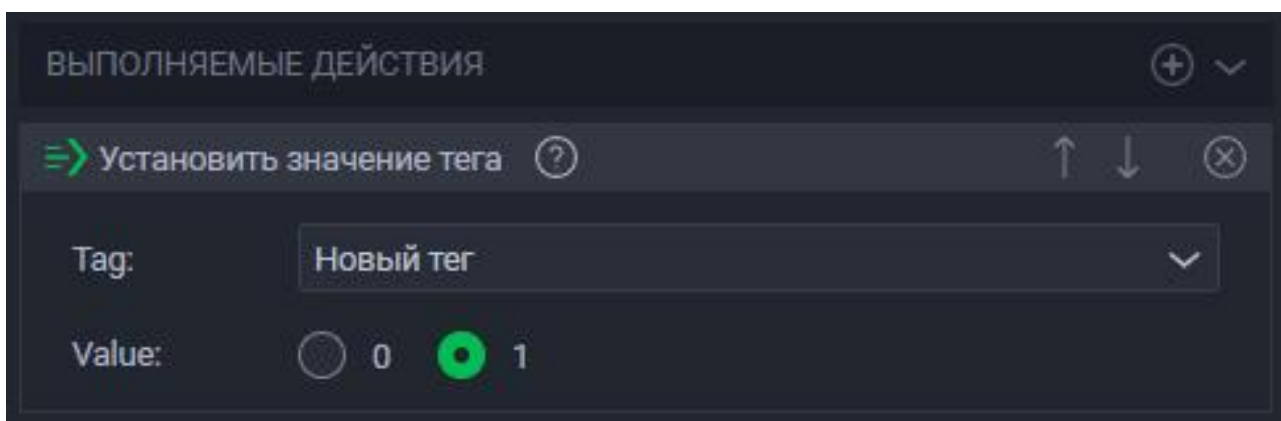 ВЫПОЛНЯЕМЫЕ ДЕЙСТВИЯ
Установить значение тега ?
Tag: Новый тег
Value: 0 1